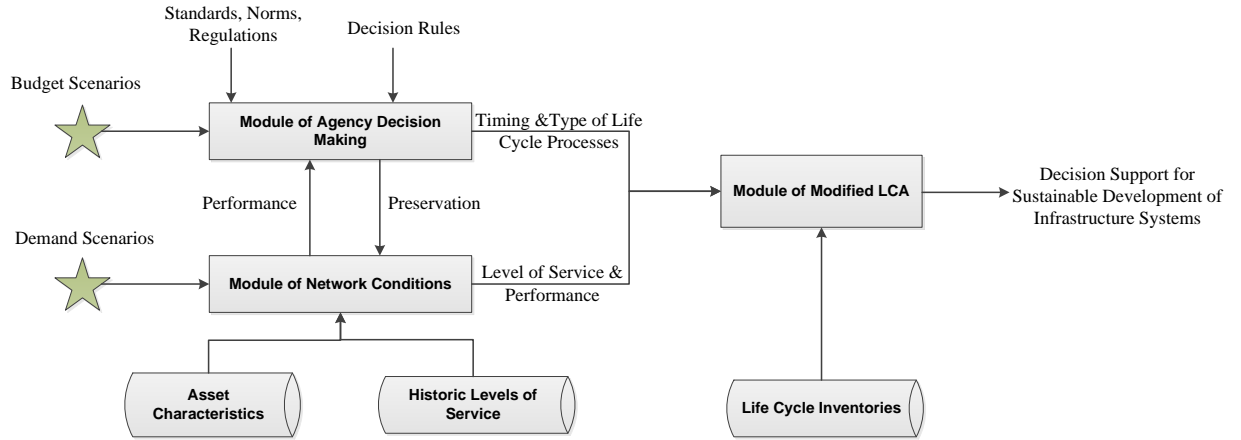 Standards, Norms,
Regulations
Decision Rules
Budget Scenarios
Module of Agency Decision
Making
Timing &Type of Life
Cycle Processes
Performance
Preservation
Module of Modified LCA
Decision Support for
Sustainable Development of
Infrastructure Systems
Demand Scenarios
Module of Network Conditions
Level of Service &
Performance
Asset
Characteristics
Historic Levels of
Service
Life Cycle Inventories